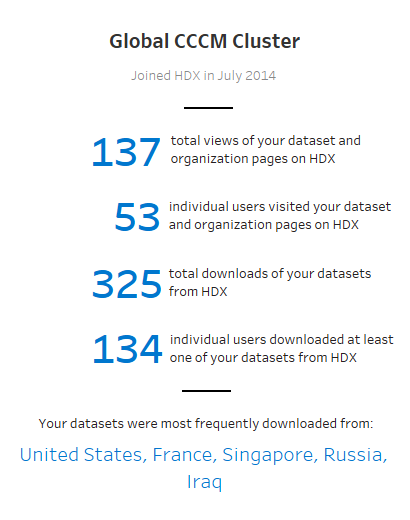 Global CCCM Cluster
Joined HDX in July 2014
137 total views of your dataset and
organization pages on HDX
53 individual users visited your dataset
and organization pages on HDX
325 total downloads of your datasets
from HDX
134 individual users downloaded at least
one of your datasets from HDX
Your datasets were most frequently downloaded from:
United States, France, Singapore, Russia,
Iraq